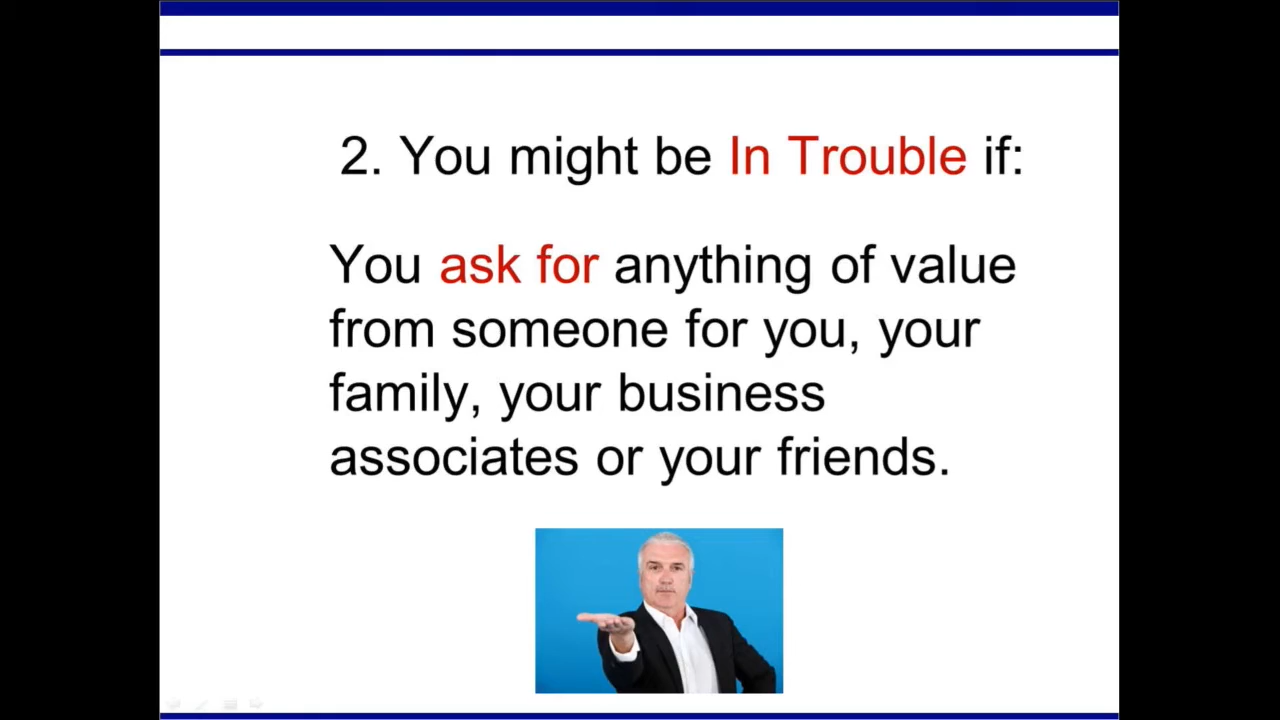 2. You might be In Trouble if:
You ask for anything of value
from someone for you, your
family, your business
associates or your friends.